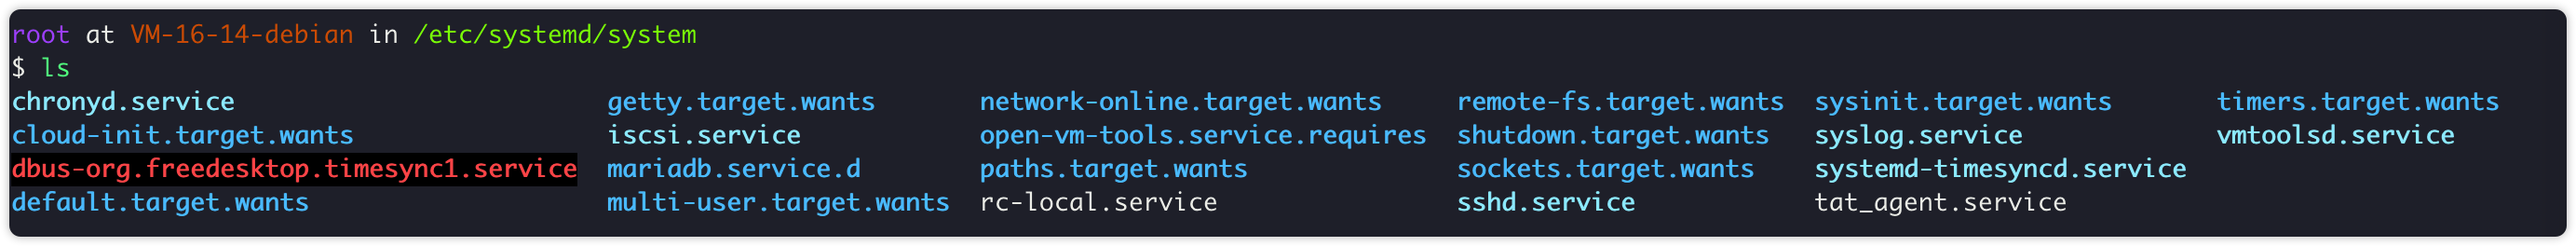 root at VM-16-14-debian in /etc/systemd/system
$ ls
chronyd.service getty.target.wants network-online.target.wants remote-fs.target.wants sysinit.target.wants timers.target.wants
cloud-init.target.wants iscsi.service open-vm-tools.service.requires shutdown.target.wants syslog.service vmtoolsd.service
dbus-org.freedesktop.timesync1.service mariadb.service.d paths.target.wants sockets.target.wants systemd-timesyncd.service
default.target.wants multi-user.target.wants rc-local.service sshd.service tat_agent.service